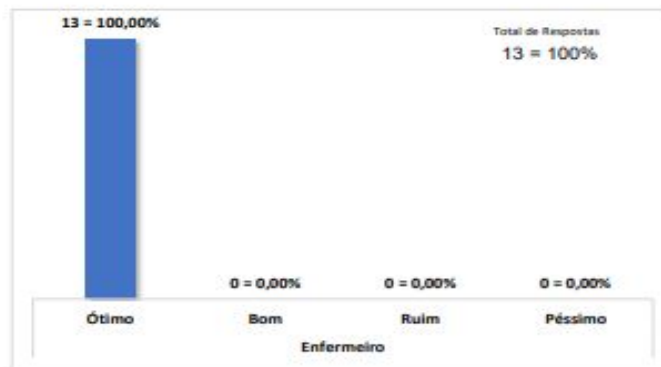 13 = 100,00%
Total de Respostas
13 = 100%
0 = 0,00% 0 = 0,00% 0 = 0,00%
Ótimo Bom Ruim Péssimo
Enfermeiro